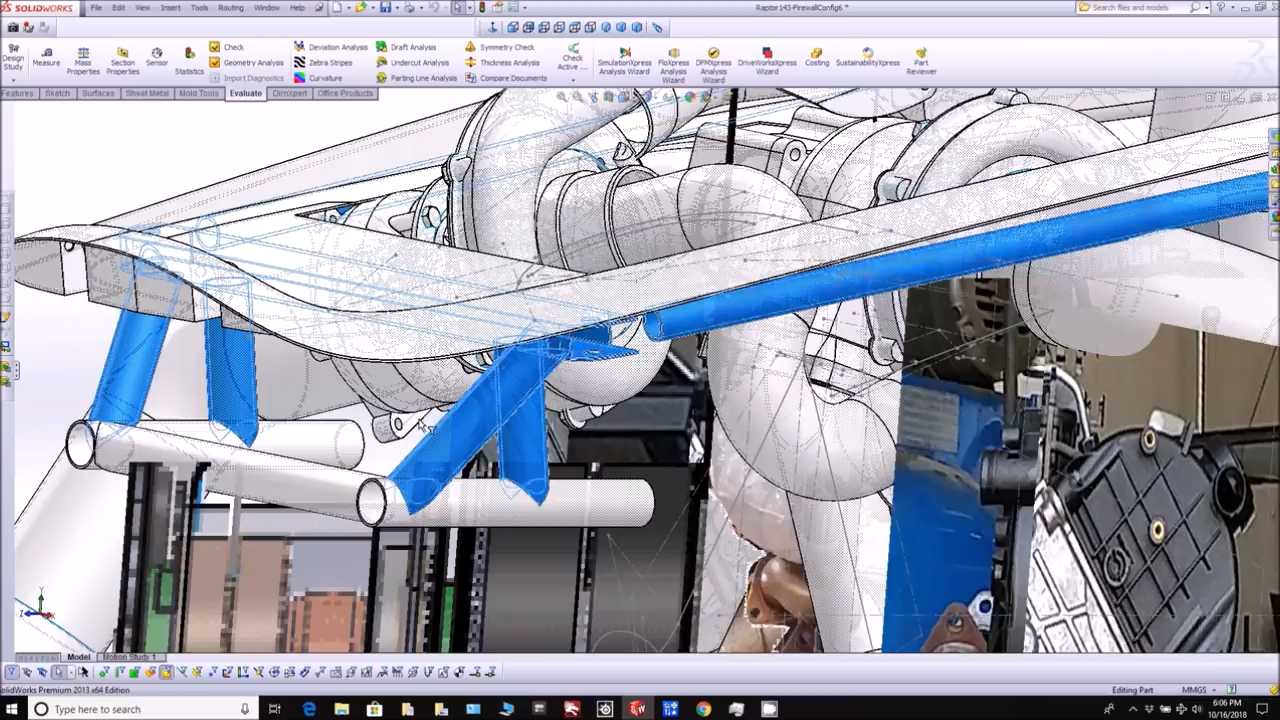 SOLIDWORKS File Edit View Insert Tools Routing Window Help Raptor143-FirewallConfig6 * Search files and models
Design Study
Measure
Mass Properties
Section Properties
Sensor
Statistics
Check
Geometry Analysis
Import Diagnostics
Deviation Analysis
Zebra Stripes
Curvature
Draft Analysis
Undercut Analysis
Parting Line Analysis
Symmetry Check
Thickness Analysis
Compare Documents
Check Active ...
SimulationXpress Analysis Wizard
FloXpress Analysis Wizard
DFMXpress Analysis Wizard
DriveWorksXpress Wizard
Costing
SustainabilityXpress
Part Reviewer
Features Sketch Surfaces Sheet Metal Mold Tools Evaluate DimXpert Office Products
Model Motion Study 1
SolidWorks Premium 2013 x64 Edition Editing Part MMGS
Type here to search
6:06 PM
10/16/2018